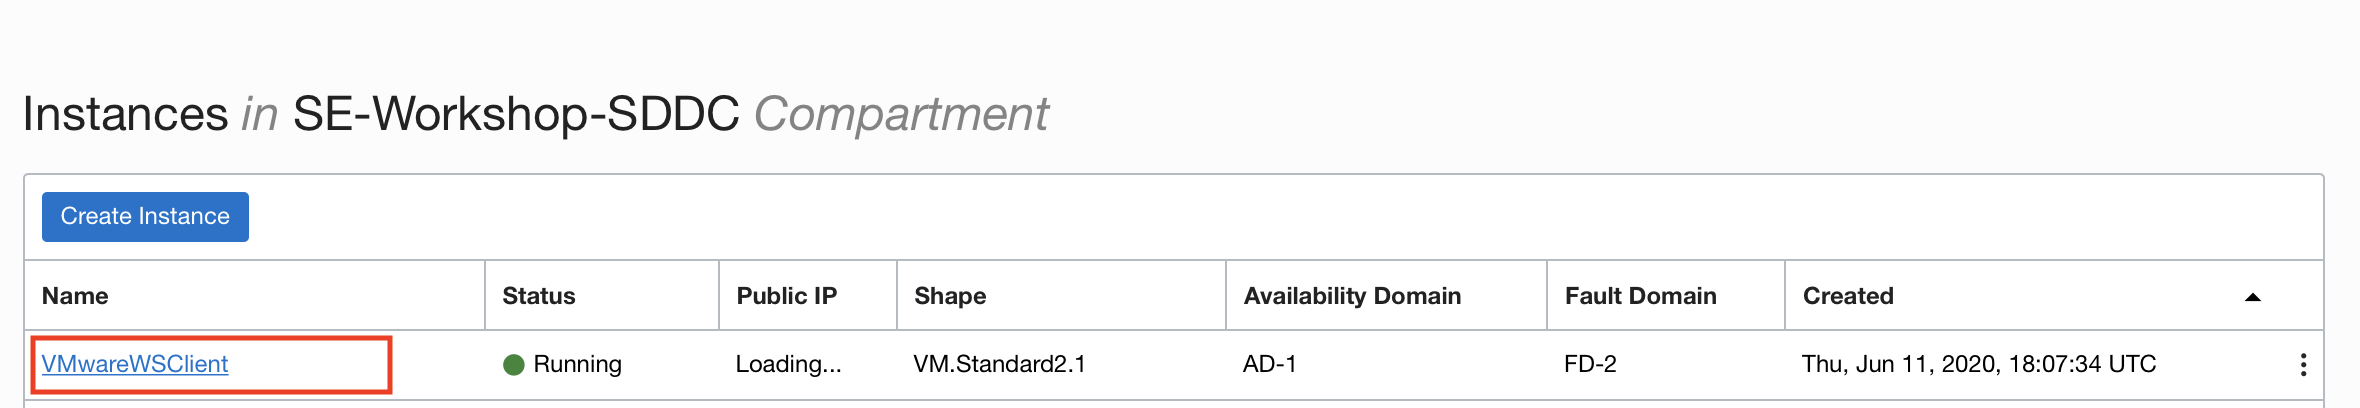 Instances in SE-Workshop-SDDC Compartment
Create Instance
Name Status Public IP Shape Availability Domain Fault Domain Created
VMwareWSClient Running Loading... VM.Standard2.1 AD-1 FD-2 Thu, Jun 11, 2020, 18:07:34 UTC